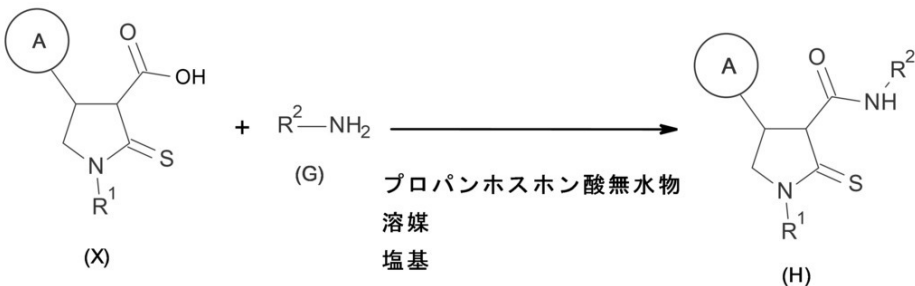 A
O
OH
S
N
R1
(X)
+
R2—NH2
(G)
プロパンホスホン酸無水物
溶媒
塩基
A
O
R2
NH
S
N
R1
(H)